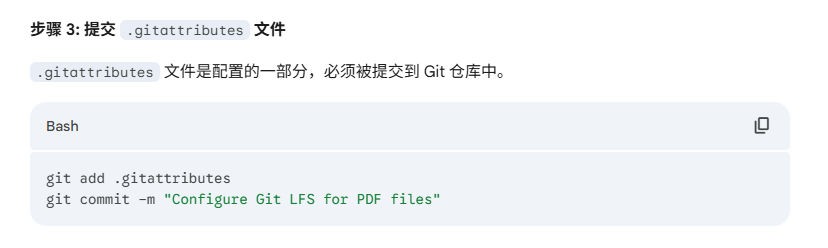 步骤 3: 提交 .gitattributes 文件
.gitattributes 文件是配置的一部分，必须被提交到 Git 仓库中。
Bash
git add .gitattributes
git commit -m "Configure Git LFS for PDF files"